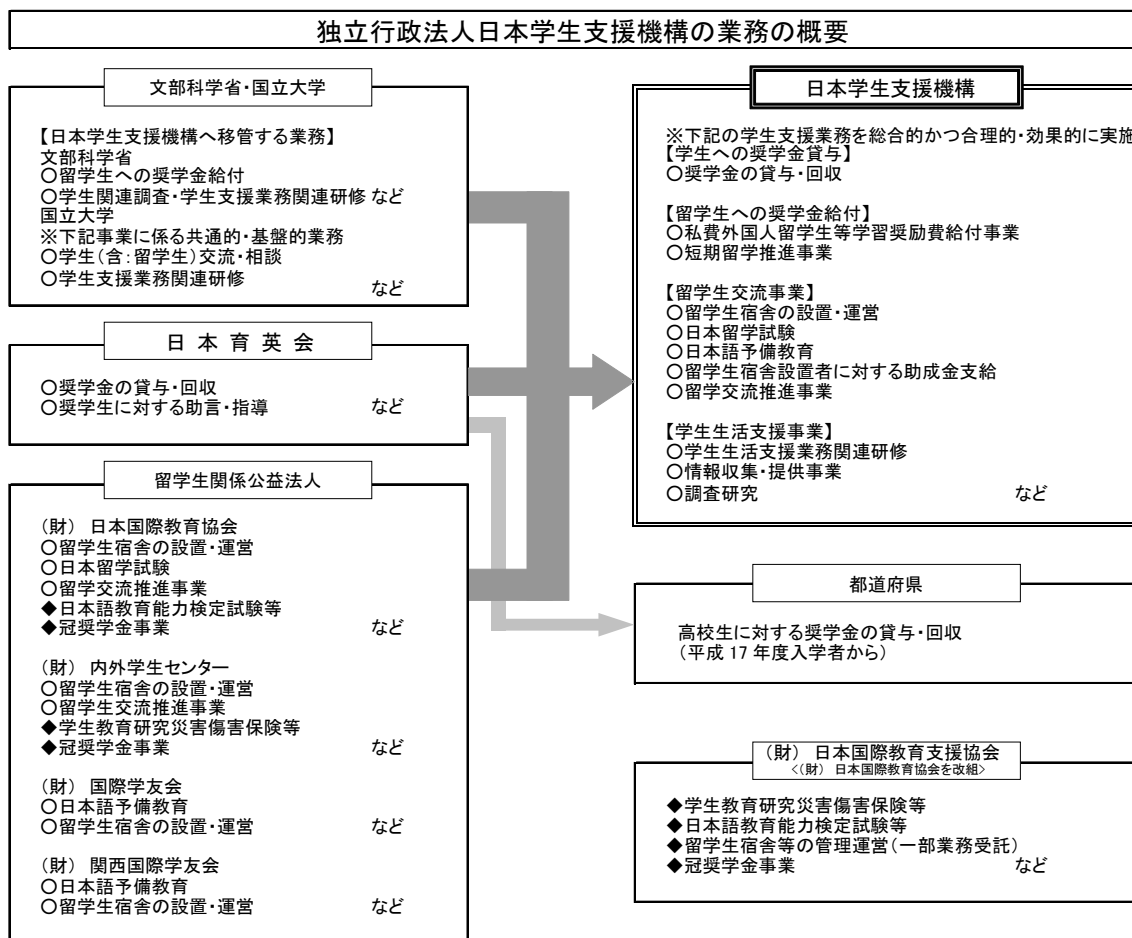 独立行政法人日本学生支援機構の業務の概要
文部科学省・国立大学
【日本学生支援機構へ移管する業務】
文部科学省
○留学生への奨学金給付
○学生関連調査・学生支援業務関連研修 など
国立大学
※下記事業に係る共通的・基盤的業務
○学生(含:留学生)交流・相談
○学生支援業務関連研修
など
日 本 育 英 会
○奨学金の貸与・回収
○奨学生に対する助言・指導 など
留学生関係公益法人
(財) 日本国際教育協会
○留学生宿舎の設置・運営
○日本留学試験
○留学交流推進事業
◆日本語教育能力検定試験等
◆冠奨学金事業 など
(財) 内外学生センター
○留学生宿舎の設置・運営
○留学生交流推進事業
◆学生教育研究災害傷害保険等
◆冠奨学金事業 など
(財) 国際学友会
○日本語予備教育
○留学生宿舎の設置・運営 など
(財) 関西国際学友会
○日本語予備教育
○留学生宿舎の設置・運営 など
日本学生支援機構
※下記の学生支援業務を総合的かつ合理的・効果的に実施
【学生への奨学金貸与】
○奨学金の貸与・回収
【留学生への奨学金給付】
○私費外国人留学生等学習奨励費給付事業
○短期留学推進事業
【留学生交流事業】
○留学生宿舎の設置・運営
○日本留学試験
○日本語予備教育
○留学生宿舎設置者に対する助成金支給
○留学交流推進事業
【学生生活支援事業】
○学生生活支援業務関連研修
○情報収集・提供事業
○調査研究 など
都道府県
高校生に対する奨学金の貸与・回収
(平成 17 年度入学者から)
(財) 日本国際教育支援協会
<(財) 日本国際教育協会を改組>
◆学生教育研究災害傷害保険等
◆日本語教育能力検定試験等
◆留学生宿舎等の管理運営(一部業務受託)
◆冠奨学金事業 など